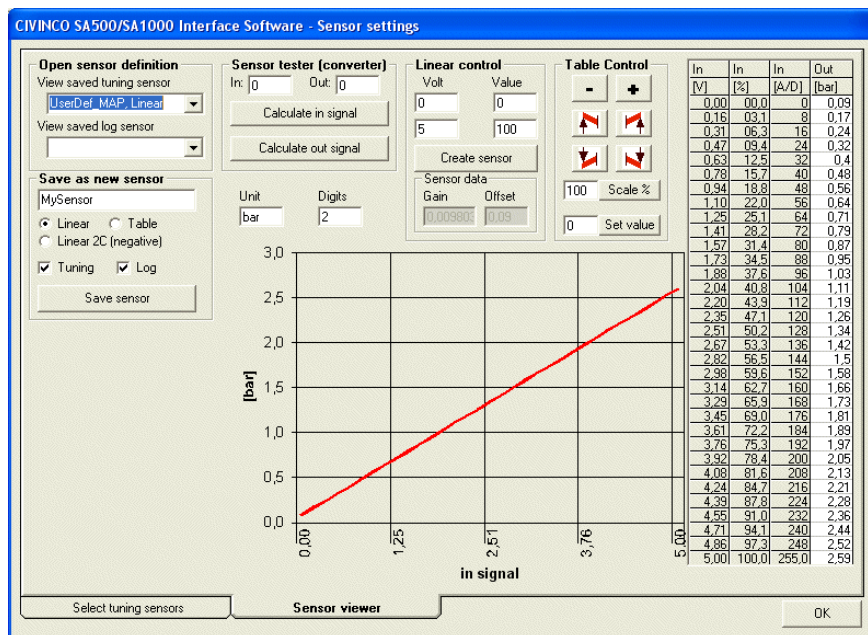 CIVINCO SA500/SA1000 Interface Software - Sensor settings
Open sensor definition
View saved tuning sensor
UserDef_MAP, Linear
View saved log sensor
Save as new sensor
MySensor
Linear Table
Linear 2C (negative)
Tuning Log
Save sensor
Sensor tester (converter)
In: 0 Out: 0
Calculate in signal
Calculate out signal
Unit Digits
bar 2
Linear control
Volt Value
0 0
5 100
Create sensor
Sensor data
Gain Offset
0,00980 0,09
Table Control
- +
100 Scale %
0 Set value
3,0
2,5
2,0
1,5
1,0
0,5
0,0
[bar]
0,00 1,25 2,51 3,76 5,00
in signal
In In In Out
[V] [%] [A/D] [bar]
0,00 00,0 0 0,09
0,16 03,1 8 0,17
0,31 06,3 16 0,24
0,47 09,4 24 0,32
0,63 12,5 32 0,4
0,78 15,7 40 0,48
0,94 18,8 48 0,56
1,10 22,0 56 0,64
1,25 25,1 64 0,71
1,41 28,2 72 0,79
1,57 31,4 80 0,87
1,73 34,5 88 0,95
1,88 37,6 96 1,03
2,04 40,8 104 1,11
2,20 43,9 112 1,19
2,35 47,1 120 1,26
2,51 50,2 128 1,34
2,67 53,3 136 1,42
2,82 56,5 144 1,5
2,98 59,6 152 1,58
3,14 62,7 160 1,66
3,29 65,9 168 1,73
3,45 69,0 176 1,81
3,61 72,2 184 1,89
3,76 75,3 192 1,97
3,92 78,4 200 2,05
4,08 81,6 208 2,13
4,24 84,7 216 2,21
4,39 87,8 224 2,28
4,55 91,0 232 2,36
4,71 94,1 240 2,44
4,86 97,3 248 2,52
5,00 100,0 255,0 2,59
Select tuning sensors Sensor viewer
OK